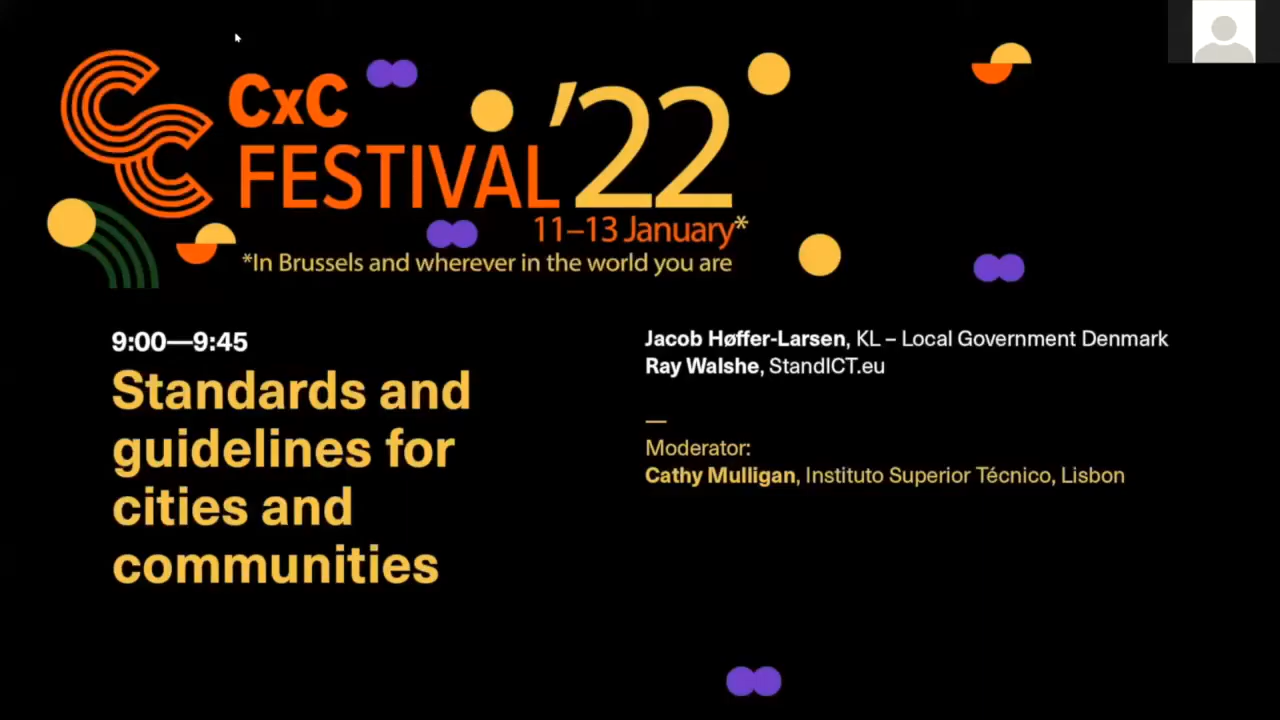 CxC
FESTIVAL '22
11–13 January*
*In Brussels and wherever in the world you are
9:00—9:45
Standards and
guidelines for
cities and
communities
Jacob Høffer-Larsen, KL – Local Government Denmark
Ray Walshe, StandICT.eu
—
Moderator:
Cathy Mulligan, Instituto Superior Técnico, Lisbon